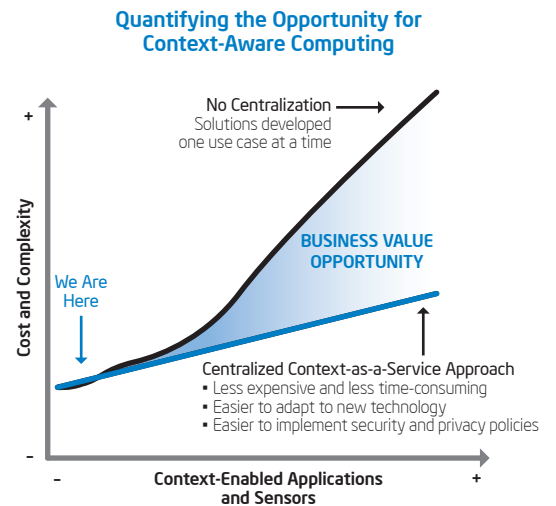 Quantifying the Opportunity for
Context-Aware Computing
+
No Centralization
Solutions developed
one use case at a time
Cost and Complexity
BUSINESS VALUE
OPPORTUNITY
We Are
Here
Centralized Context-as-a-Service Approach
▪ Less expensive and less time-consuming
▪ Easier to adapt to new technology
▪ Easier to implement security and privacy policies
–
–
Context-Enabled Applications
and Sensors
+